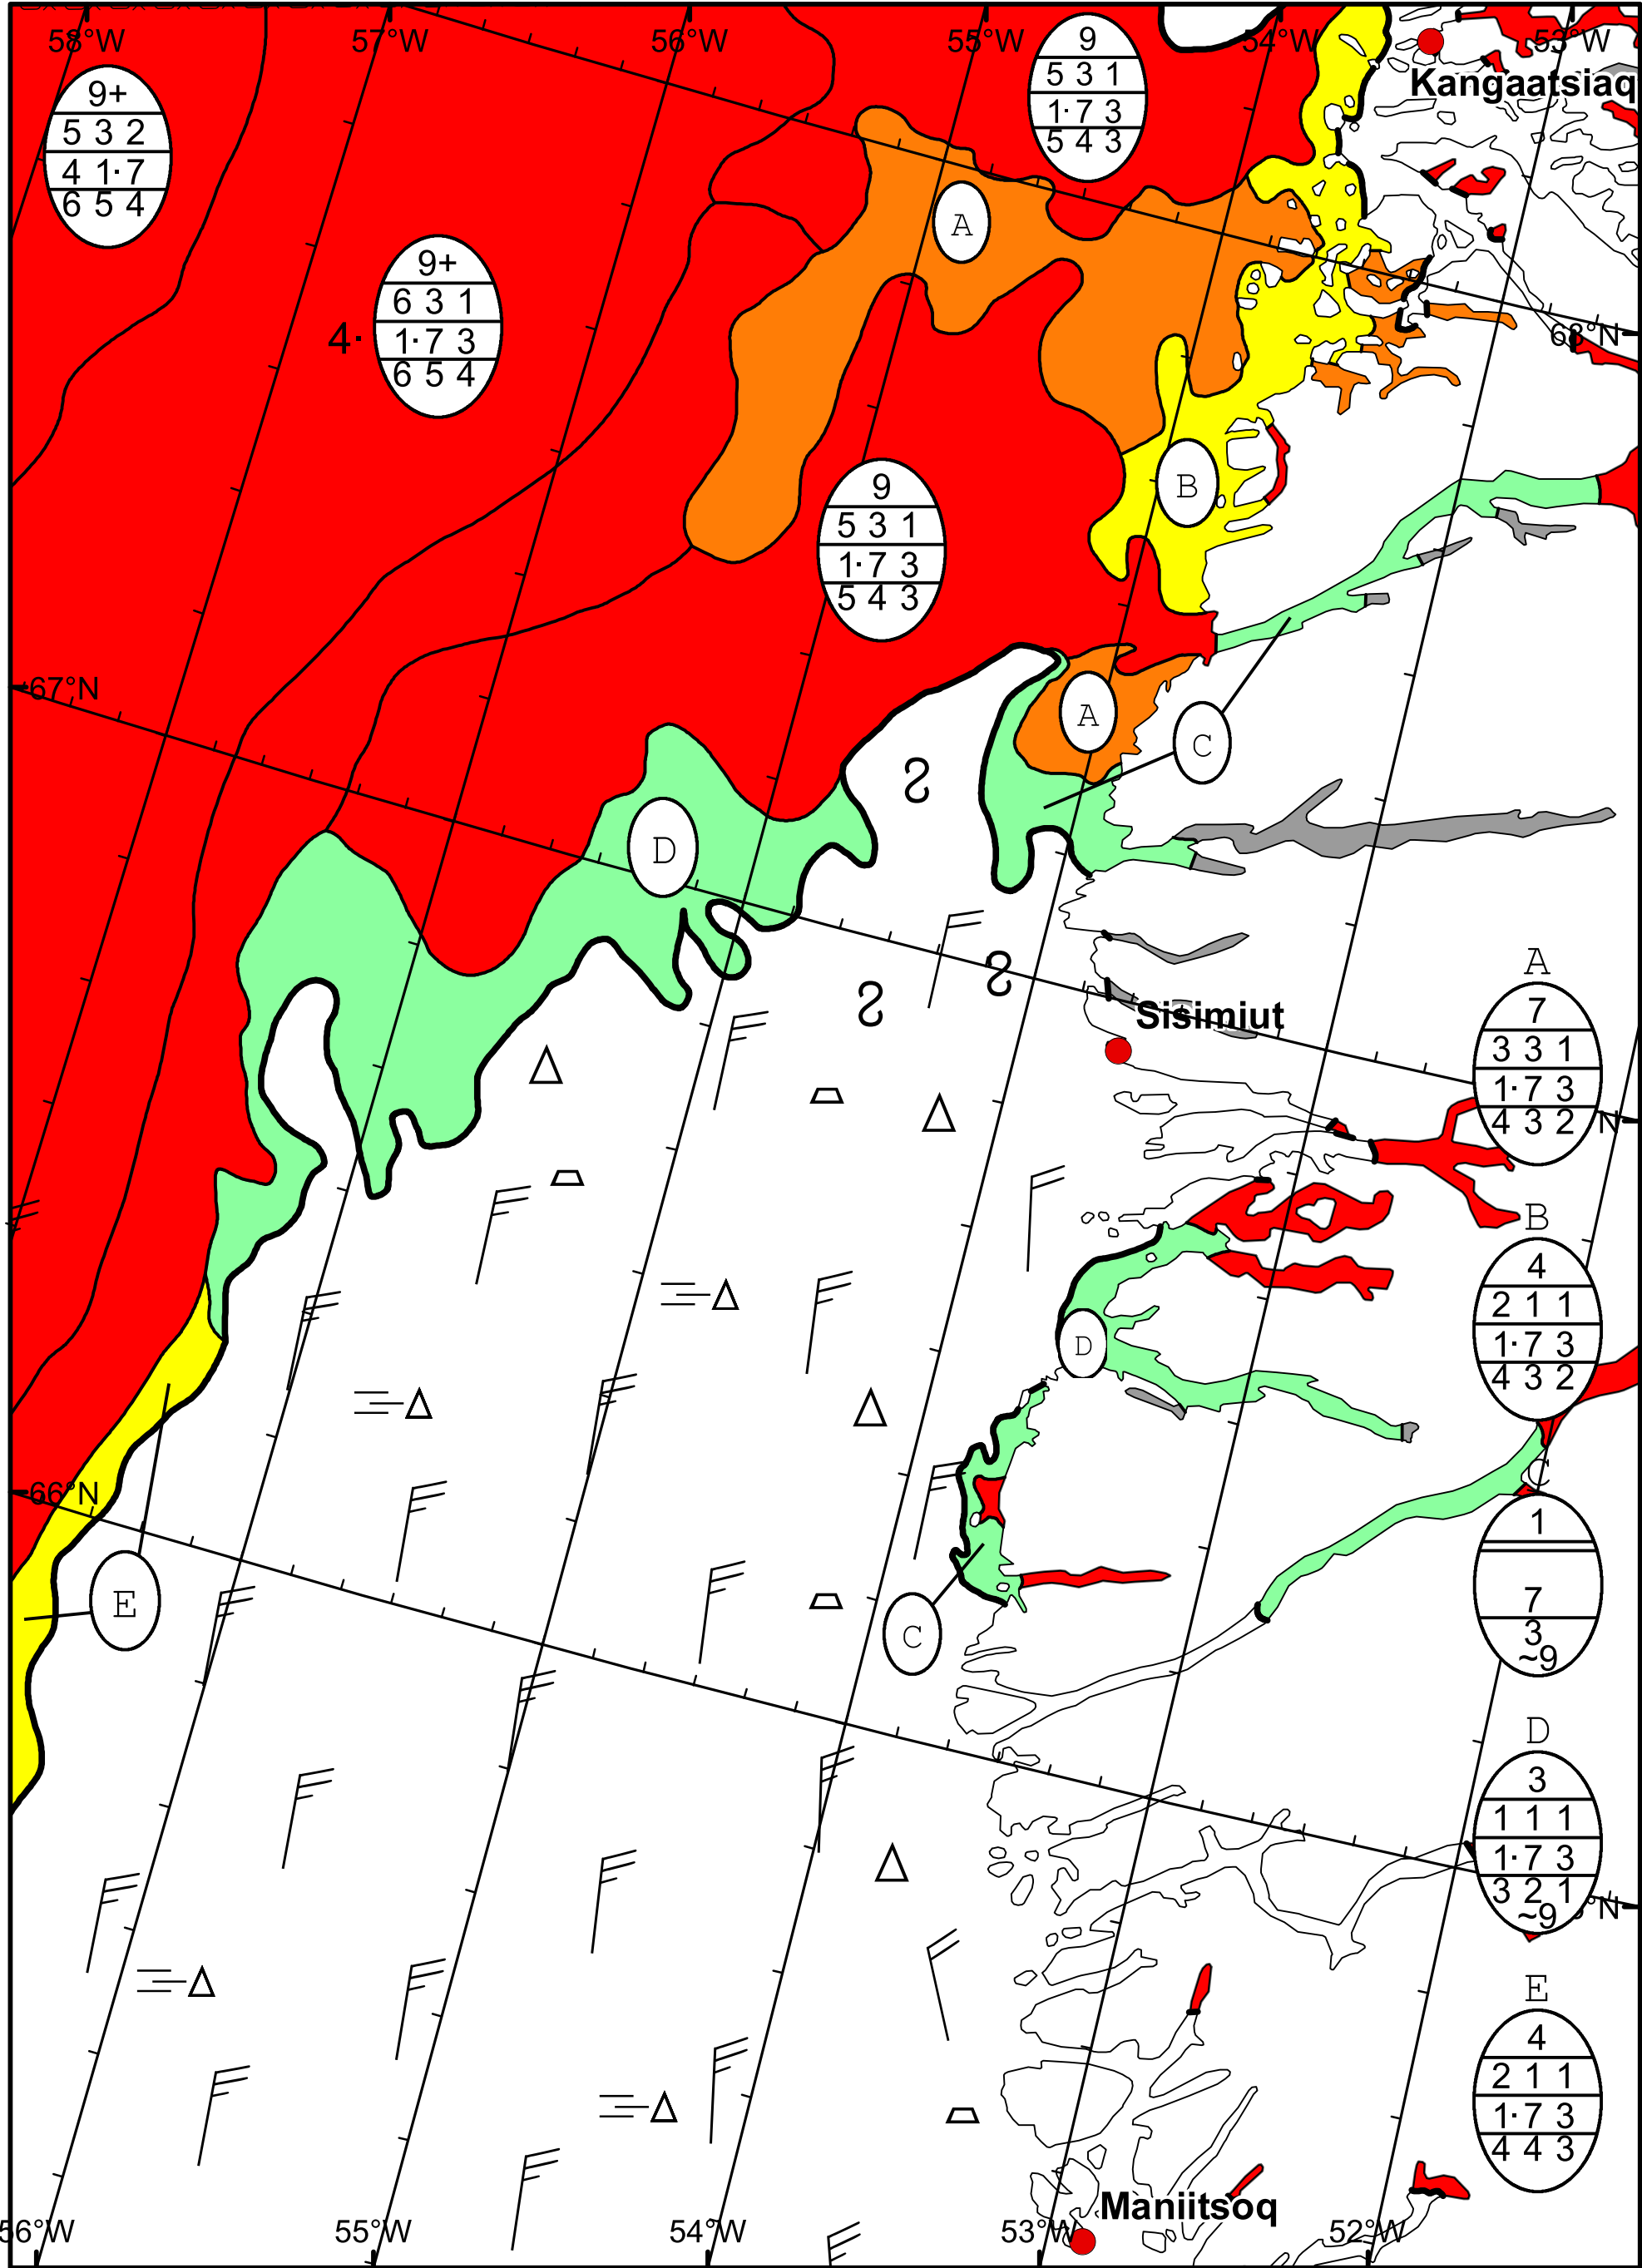 58°W 57°W 56°W 55°W 54°W 53°W
Kangaatsiaq
9+
5 3 2
4 1· 7
6 5 4
9
5 3 1
1· 7 3
5 4 3
A
9+
6 3 1
4· 1· 7 3
6 5 4
68°N
9
5 3 1
1· 7 3
5 4 3
B
67°N
A
C
D
Sisimiut
A
7
3 3 1
1· 7 3
4 3 2
N
B
4
2 1 1
1· 7 3
4 3 2
D
66°N
C
1
7
3
~9
E
C
D
3
1 1 1
1· 7 3
3 2 1
~9
°N
E
4
2 1 1
1· 7 3
4 4 3
Maniitsoq
56°W 55°W 54°W 53°W 52°W